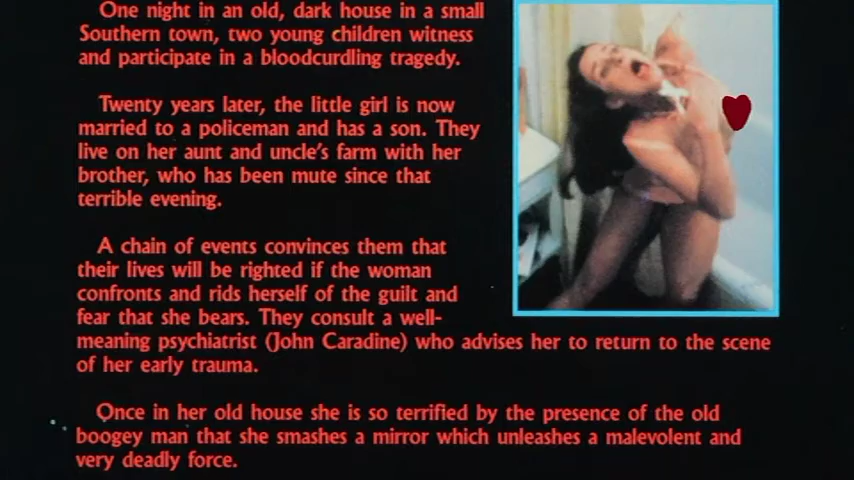 One night in an old, dark house in a small
Southern town, two young children witness
and participate in a bloodcurdling tragedy.
Twenty years later, the little girl is now
married to a policeman and has a son. They
live on her aunt and uncle's farm with her
brother, who has been mute since that
terrible evening.
A chain of events convinces them that
their lives will be righted if the woman
confronts and rids herself of the guilt and
fear that she bears. They consult a well-
meaning psychiatrist (John Caradine) who advises her to return to the scene
of her early trauma.
Once in her old house she is so terrified by the presence of the old
boogey man that she smashes a mirror which unleashes a malevolent and
very deadly force.